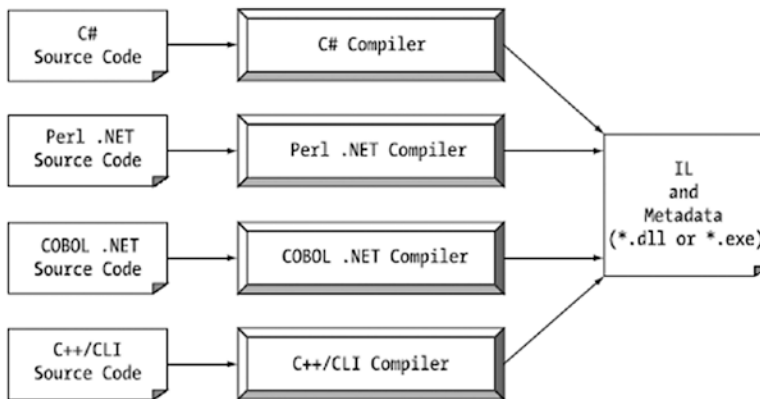 C#
Source Code
C# Compiler
Perl .NET
Source Code
Perl .NET Compiler
IL
and
Metadata
(*.dll or *.exe)
COBOL .NET
Source Code
COBOL .NET Compiler
C++/CLI
Source Code
C++/CLI Compiler